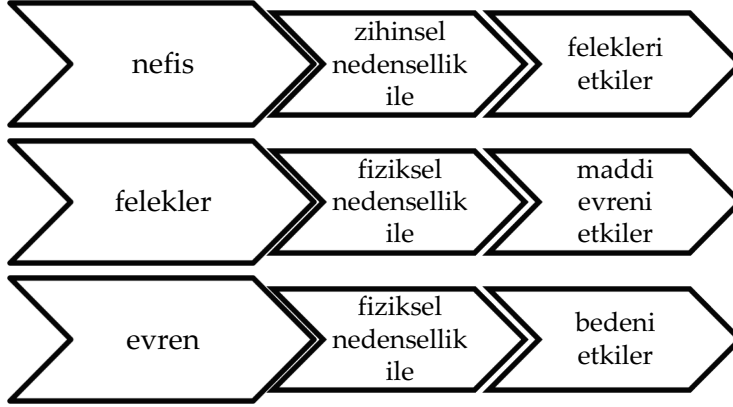 nefis
zihinsel
nedensellik
ile
felekleri
etkiler
felekler
fiziksel
nedensellik
ile
maddi
evreni
etkiler
evren
fiziksel
nedensellik
ile
bedeni
etkiler